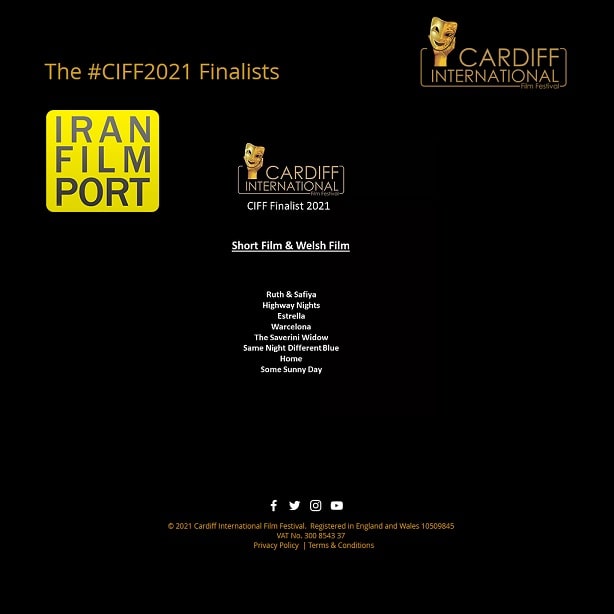 The #CIFF2021 Finalists
CARDIFF
INTERNATIONAL
Film Festival
IRAN
FILM
PORT
CARDIFF
INTERNATIONAL
Film Festival
CIFF Finalist 2021
Short Film & Welsh Film
Ruth & Safiya
Highway Nights
Estrella
Warcelona
The Saverini Widow
Same Night Different Blue
Home
Some Sunny Day
© 2021 Cardiff International Film Festival. Registered in England and Wales 10509845
VAT No. 300 8543 37
Privacy Policy | Terms & Conditions